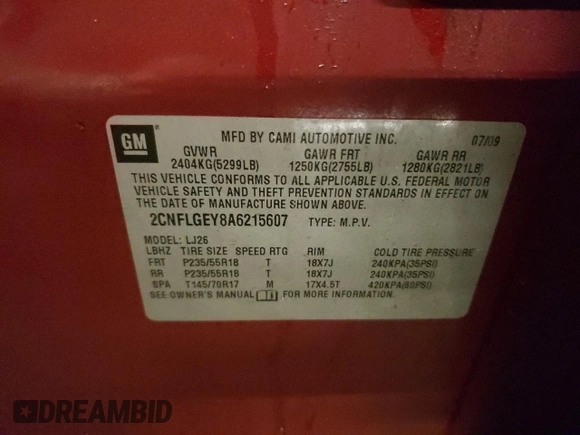 GM
MFD BY CAMI AUTOMOTIVE INC. 07/09
GVWR GAWR FRT GAWR RR
2404KG(5299LB) 1250KG(2755LB) 1280KG(2821LB)
THIS VEHICLE CONFORMS TO ALL APPLICABLE U.S. FEDERAL MOTOR
VEHICLE SAFETY AND THEFT PREVENTION STANDARDS IN EFFECT ON
THE DATE OF MANUFACTURE SHOWN ABOVE.
2CNFLGEY8A6215607 TYPE: M.P.V.
MODEL: LJ26
LBHZ TIRE SIZE SPEED RTG RIM COLD TIRE PRESSURE
FRT P235/55R18 T 18X7J 240KPA(35PSI)
RR P235/55R18 T 18X7J 240KPA(35PSI)
SPA T145/70R17 M 17X4.5T 420KPA(60PSI)
SEE OWNER'S MANUAL FOR MORE INFORMATION.
DREAMBID